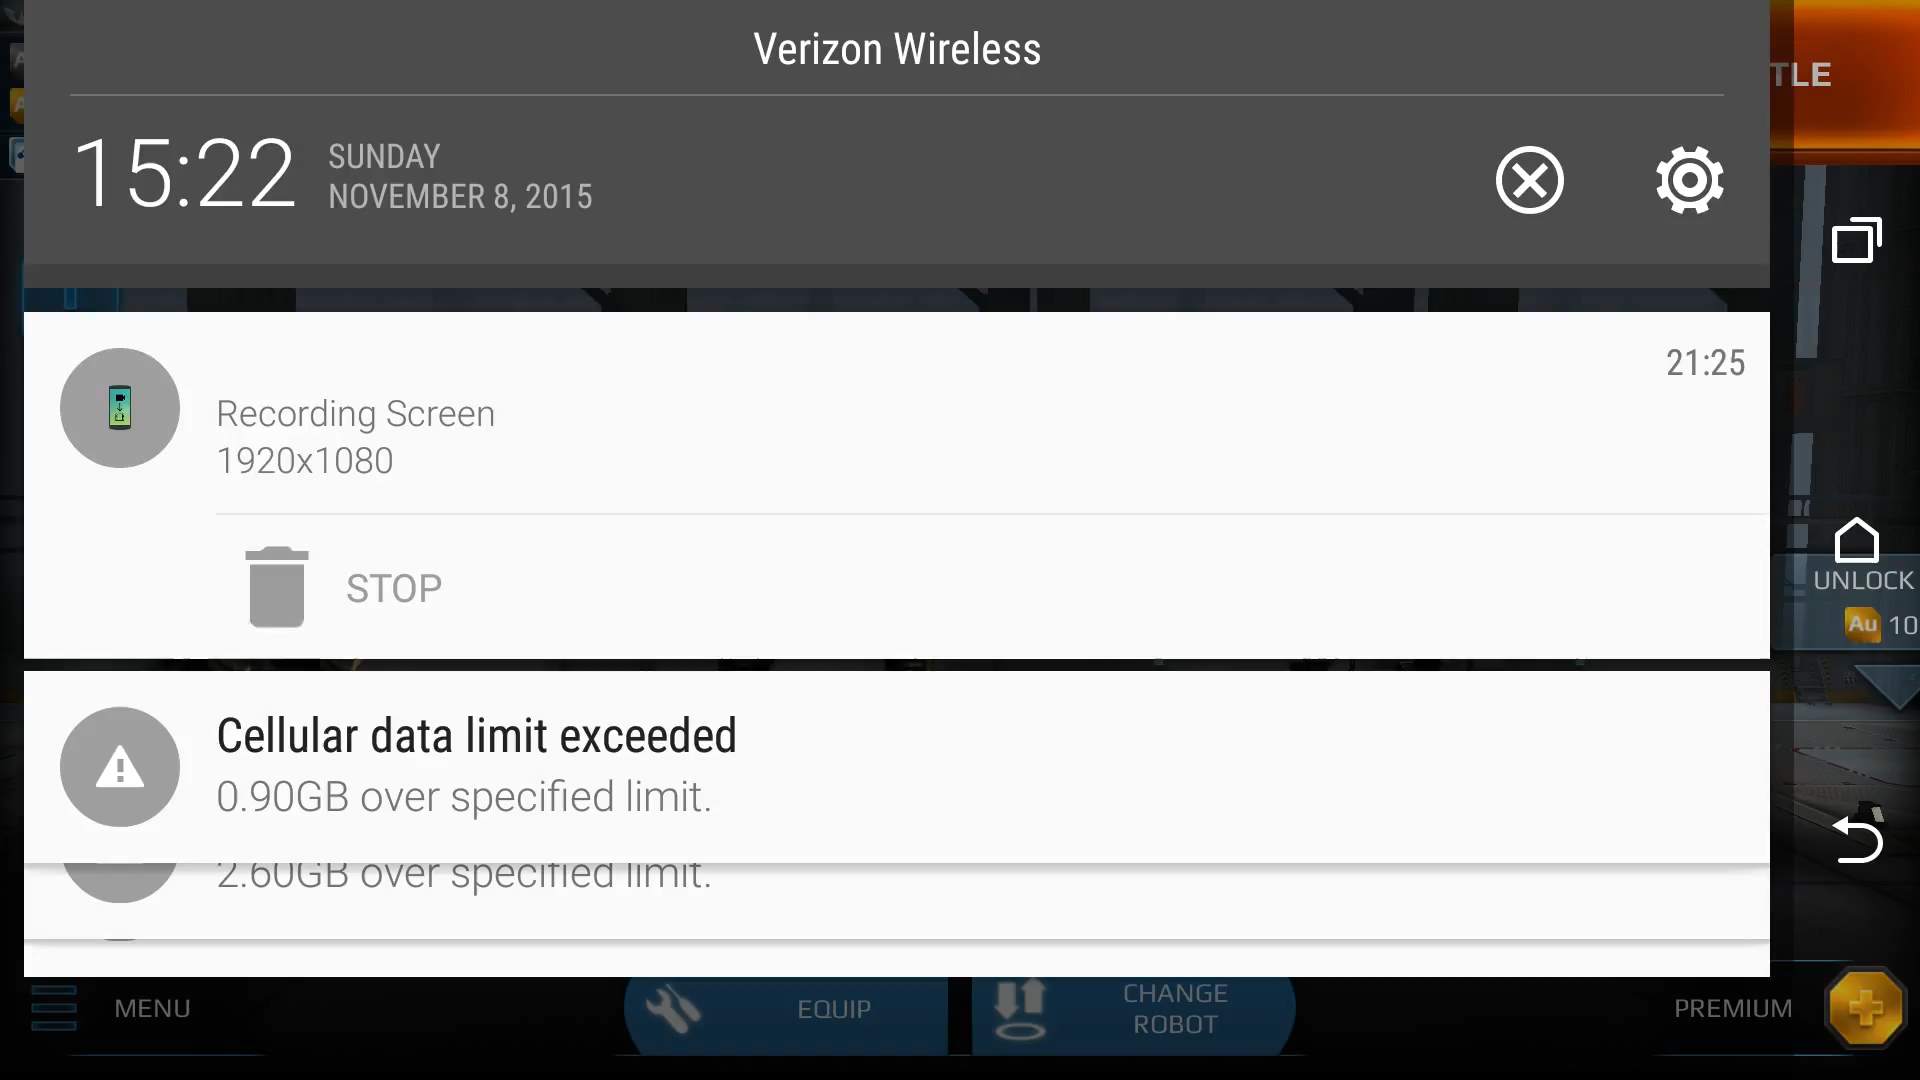 Verizon Wireless
TLE
15:22
SUNDAY
NOVEMBER 8, 2015
21:25
Recording Screen
1920x1080
STOP
UNLOCK
Au 10
Cellular data limit exceeded
0.90GB over specified limit.
2.60GB over specified limit.
MENU
EQUIP
CHANGE
ROBOT
PREMIUM